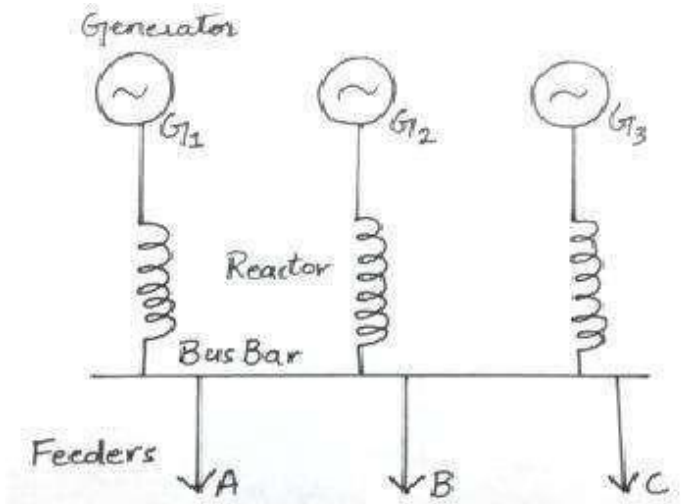 Generator
G1 G2 G3
Reactor
Bus Bar
Feeders A B C